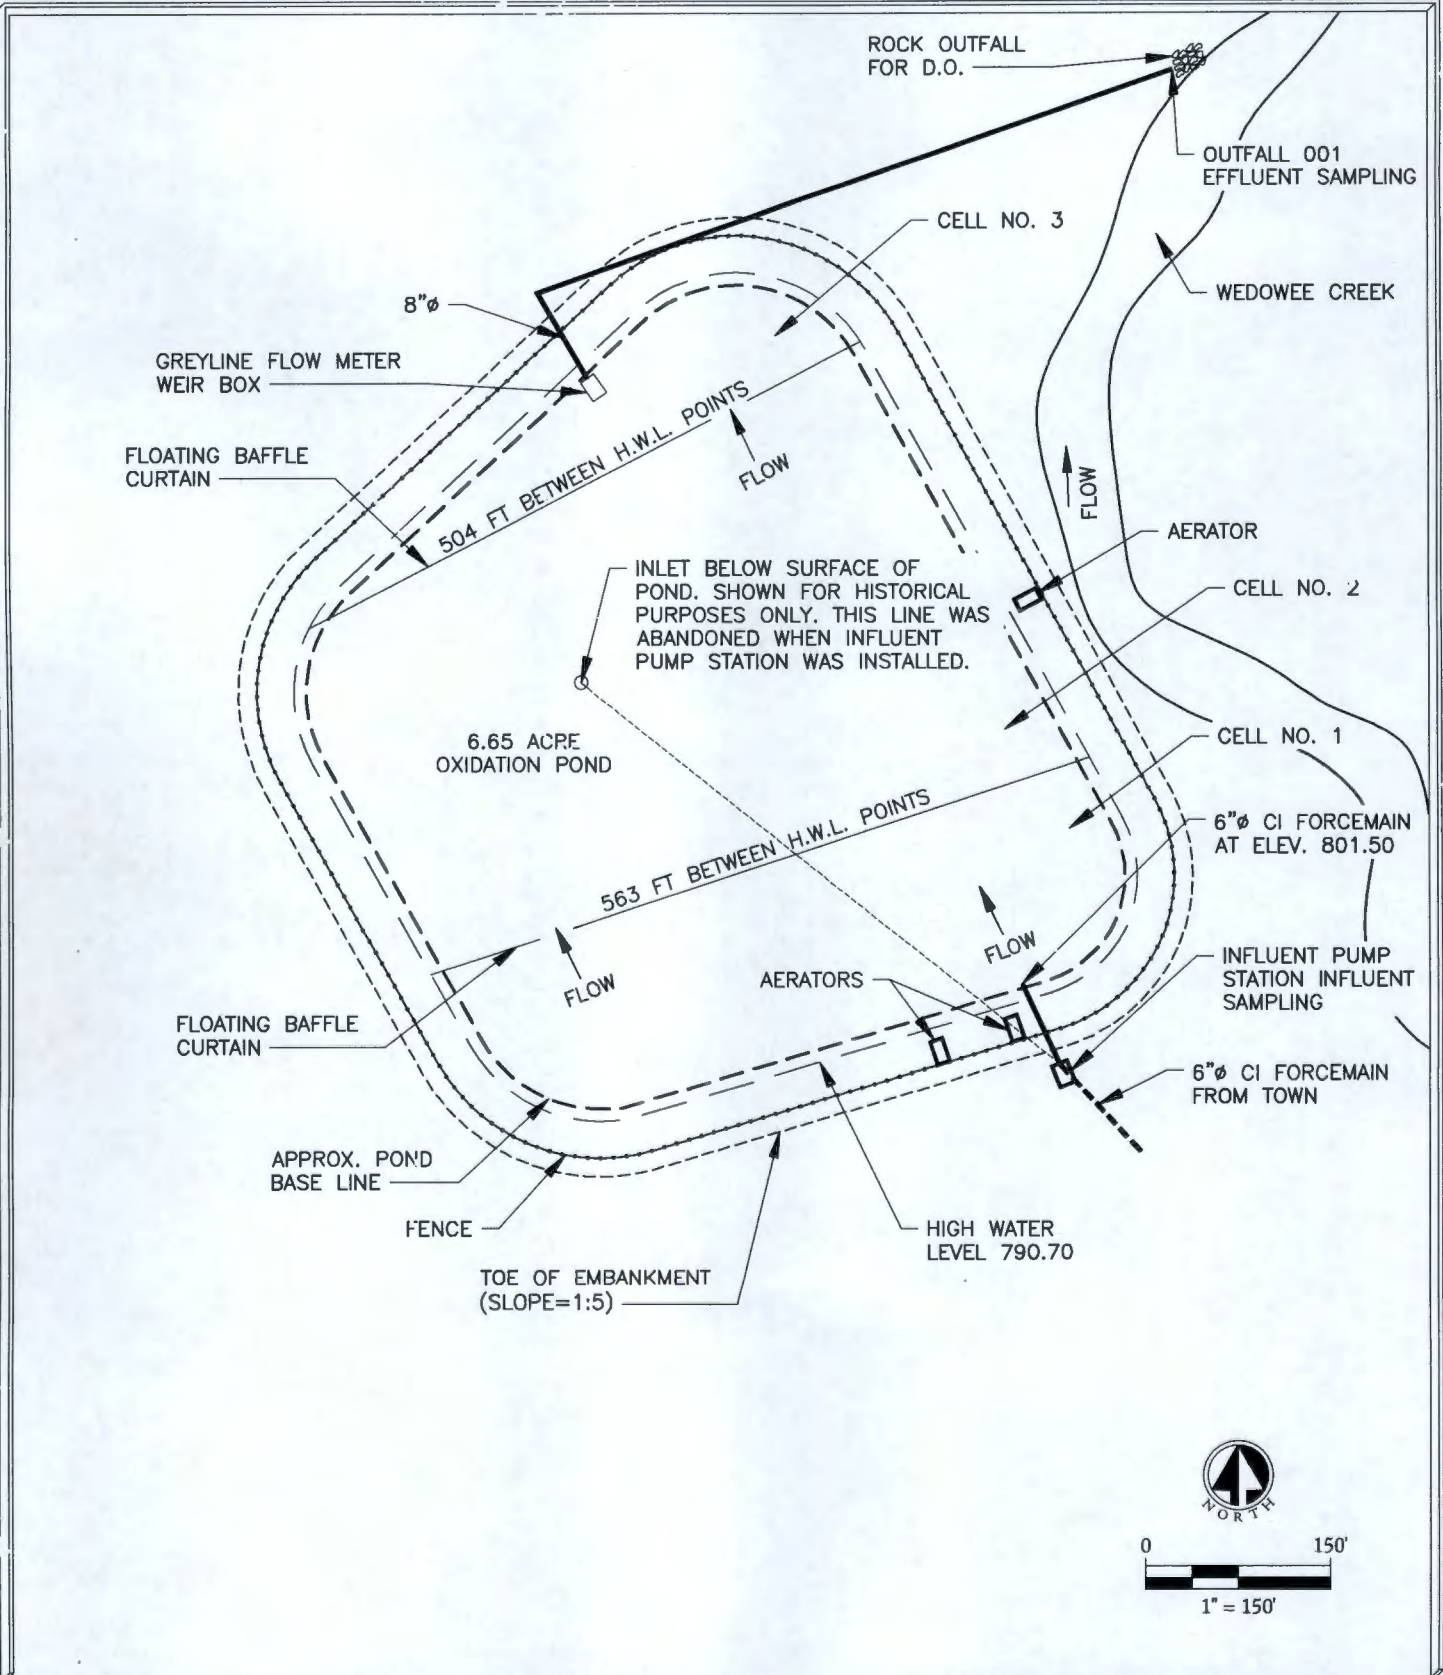 ROCK OUTFALL
FOR D.O.
OUTFALL 001
EFFLUENT SAMPLING
CELL NO. 3
WEDOWEE CREEK
8"ø
GREYLINE FLOW METER
WEIR BOX
FLOATING BAFFLE
CURTAIN
504 FT BETWEEN H.W.L. POINTS
FLOW
FLOW
AERATOR
INLET BELOW SURFACE OF
POND. SHOWN FOR HISTORICAL
PURPOSES ONLY. THIS LINE WAS
ABANDONED WHEN INFLUENT
PUMP STATION WAS INSTALLED.
CELL NO. 2
6.65 ACRE
OXIDATION POND
CELL NO. 1
563 FT BETWEEN H.W.L. POINTS
6"ø CI FORCEMAIN
AT ELEV. 801.50
FLOW
FLOW
AERATORS
INFLUENT PUMP
STATION INFLUENT
SAMPLING
FLOATING BAFFLE
CURTAIN
6"ø CI FORCEMAIN
FROM TOWN
APPROX. POND
BASE LINE
FENCE
HIGH WATER
LEVEL 790.70
TOE OF EMBANKMENT
(SLOPE=1:5)
NORTH
0 150'
1" = 150'